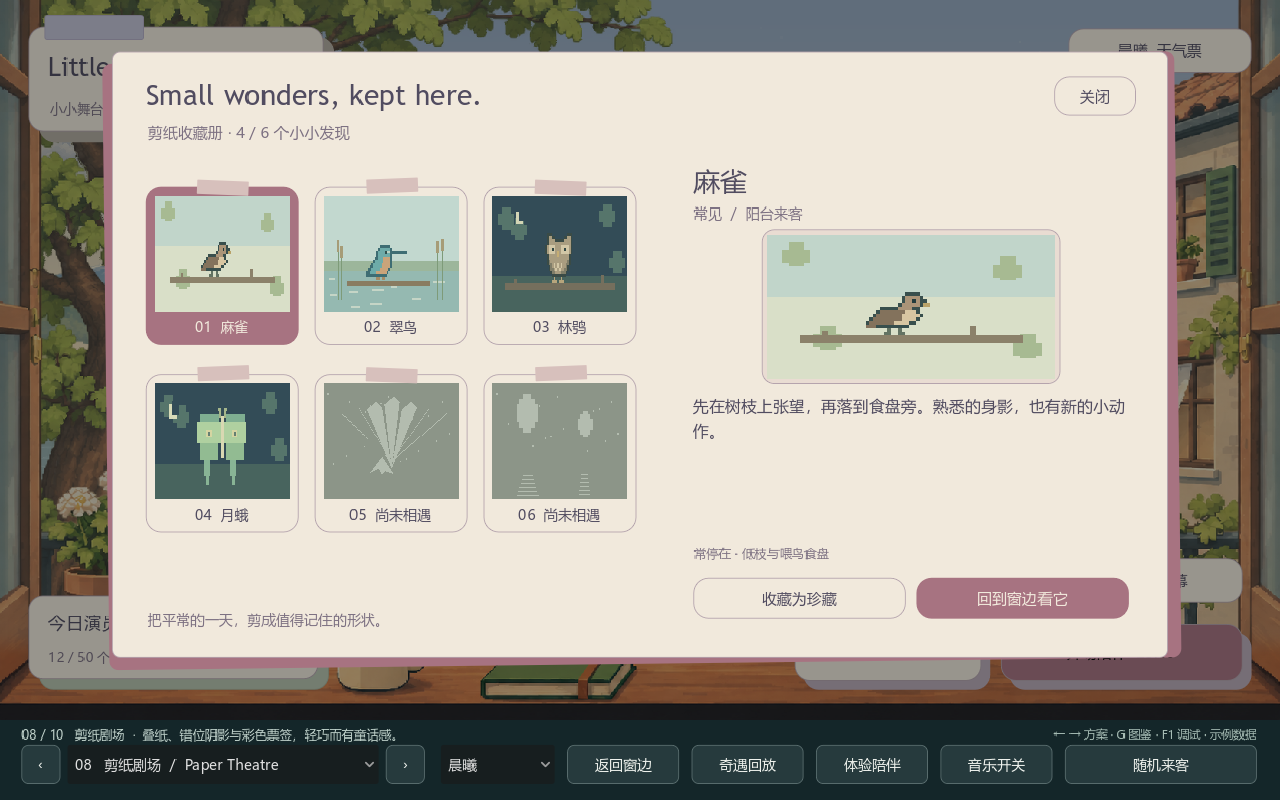 Little
小小舞台
晨曦 天气票
Small wonders, kept here.
剪纸收藏册 · 4 / 6 个小小发现
关闭
01 麻雀
02 翠鸟
03 林鸮
04 月蛾
05 尚未相遇
06 尚未相遇
把平常的一天，剪成值得记住的形状。
麻雀
常见 / 阳台来客
先在树枝上张望，再落到食盘旁。熟悉的身影，也有新的小动
作。
常停在 · 低枝与喂鸟食盘
收藏为珍藏
回到窗边看它
今日演员
12 / 50 个
幕
08 / 10 剪纸剧场 · 叠纸、错位阴影与彩色票签，轻巧而有童话感。
← → 方案 · G 图鉴 · F1 调试 · 示例数据
‹
08 剪纸剧场 / Paper Theatre
›
晨曦
返回窗边
奇遇回放
体验陪伴
音乐开关
随机来客